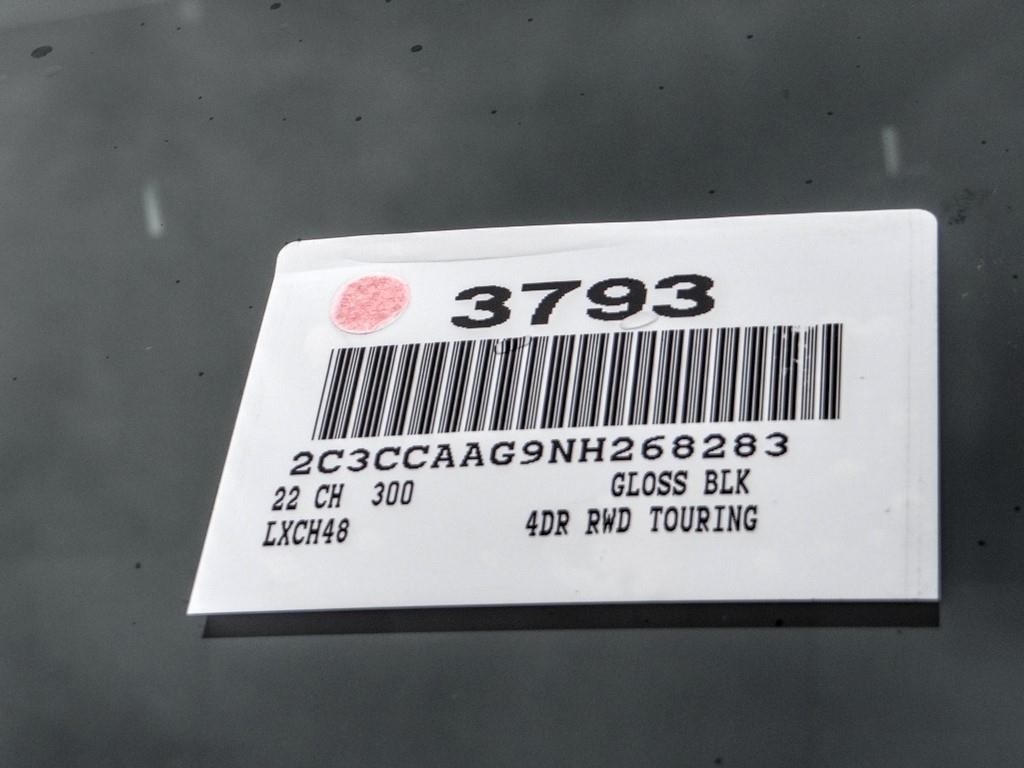 3793
2C3CCAAG9NH268283
22 CH 300 GLOSS BLK
LXCH48 4DR RWD TOURING